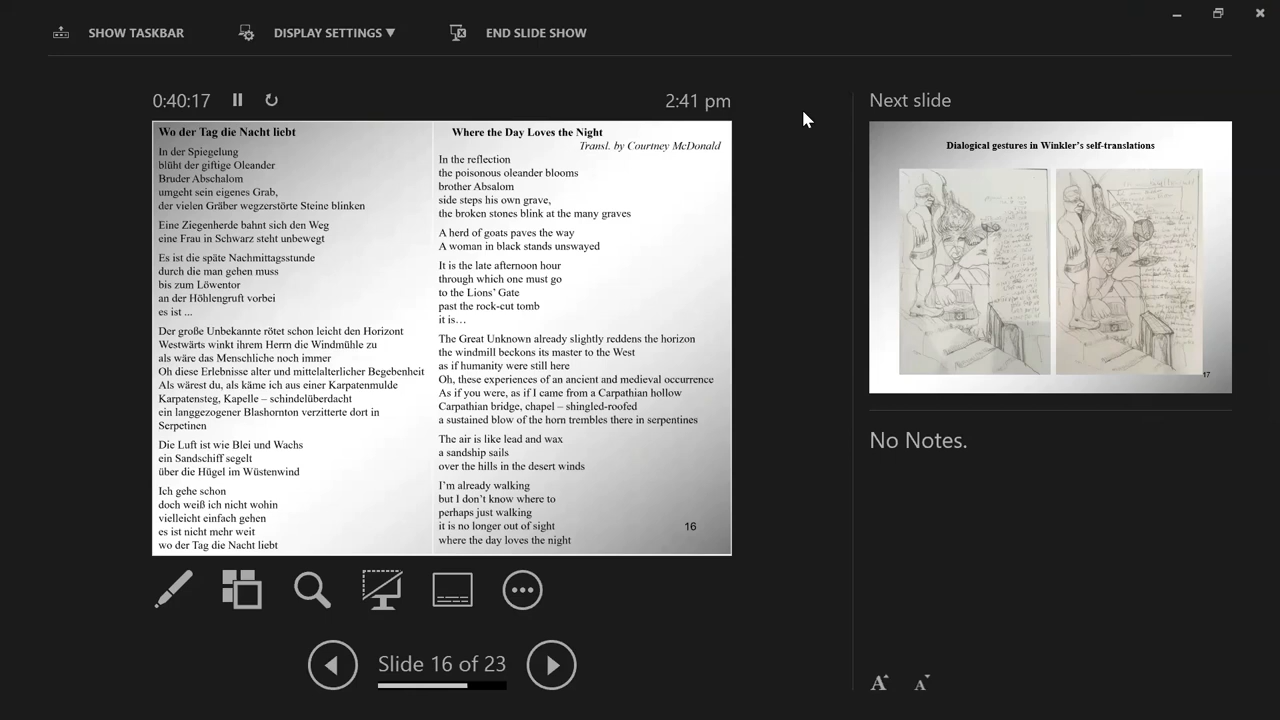 SHOW TASKBAR
DISPLAY SETTINGS ▼
END SLIDE SHOW
0:40:17
2:41 pm
Wo der Tag die Nacht liebt
In der Spiegelung
blüht der giftige Oleander
Bruder Abschalom
umgeht sein eigenes Grab,
der vielen Gräber wegzerstörte Steine blinken
Eine Ziegenherde bahnt sich den Weg
eine Frau in Schwarz steht unbewegt
Es ist die späte Nachmittagsstunde
durch die man gehen muss
bis zum Löwentor
an der Höhlengruft vorbei
es ist ...
Der große Unbekannte rötet schon leicht den Horizont
Westwärts winkt ihrem Herrn die Windmühle zu
als wäre das Menschliche noch immer
Oh diese Erlebnisse alter und mittelalterlicher Begebenheit
Als wärest du, als käme ich aus einer Karpatenmulde
Karpatensteg, Kapelle – schindelüberdacht
ein langgezogener Blashornton verzitterte dort in
Serpetinen
Die Luft ist wie Blei und Wachs
ein Sandschiff segelt
über die Hügel im Wüstenwind
Ich gehe schon
doch weiß ich nicht wohin
vielleicht einfach gehen
es ist nicht mehr weit
wo der Tag die Nacht liebt
Where the Day Loves the Night
Transl. by Courtney McDonald
In the reflection
the poisonous oleander blooms
brother Absalom
side steps his own grave,
the broken stones blink at the many graves
A herd of goats paves the way
A woman in black stands unswayed
It is the late afternoon hour
through which one must go
to the Lions' Gate
past the rock-cut tomb
it is…
The Great Unknown already slightly reddens the horizon
the windmill beckons its master to the West
as if humanity were still here
Oh, these experiences of an ancient and medieval occurrence
As if you were, as if I came from a Carpathian hollow
Carpathian bridge, chapel – shingled-roofed
a sustained blow of the horn trembles there in serpentines
The air is like lead and wax
a sandship sails
over the hills in the desert winds
I'm already walking
but I don't know where to
perhaps just walking
it is no longer out of sight
where the day loves the night
16
Slide 16 of 23
Next slide
Dialogical gestures in Winkler's self-translations
17
No Notes.
A
A